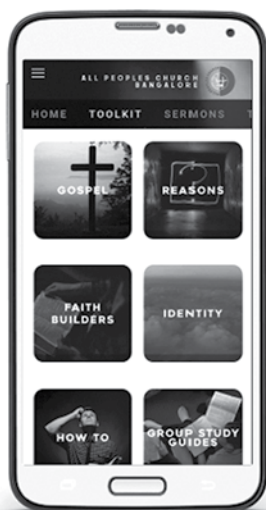 ALL PEOPLES CHURCH
BANGALORE
HOME TOOLKIT SERMONS
GOSPEL
REASONS
FAITH
BUILDERS
IDENTITY
HOW TO
GROUP STUDY
GUIDES